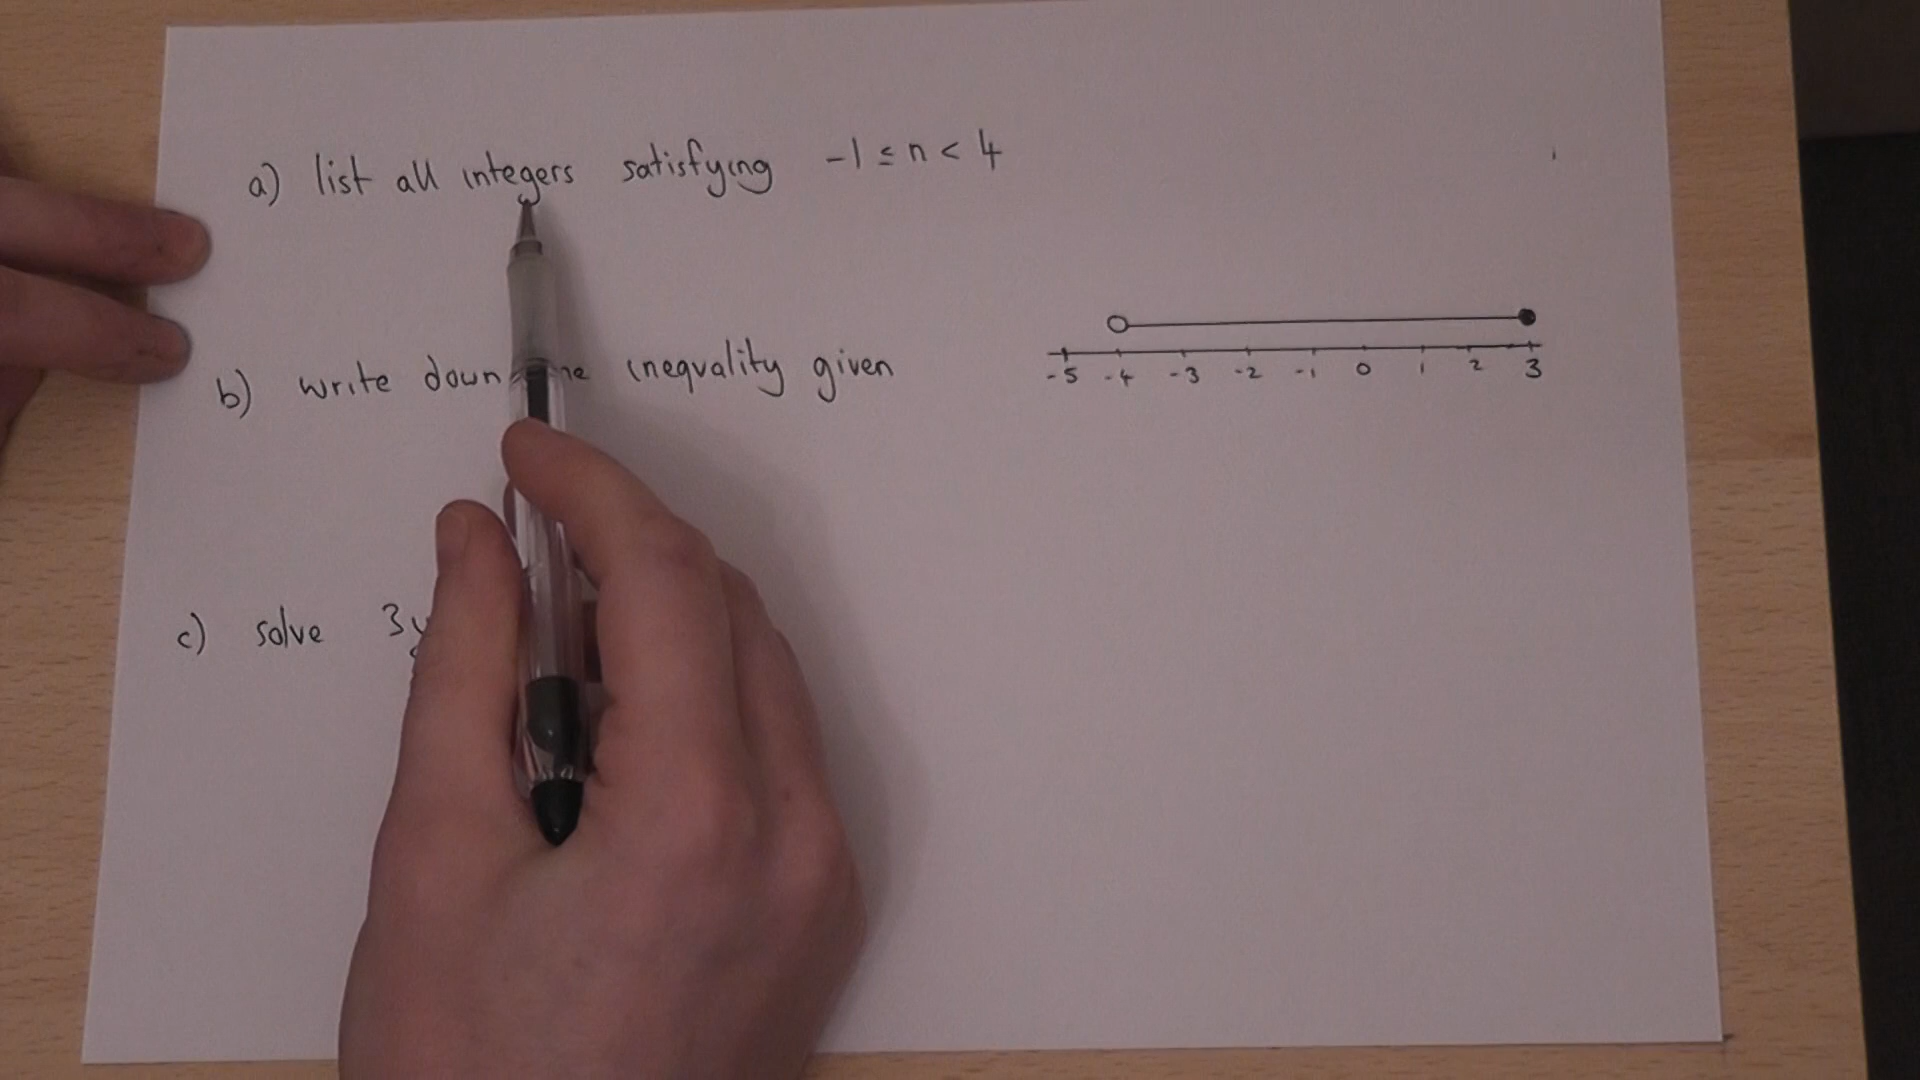 a) list all integers satisfying -1 ≤ n < 4
b) write down inequality given
-5 -4 -3 -2 -1 0 1 2 3
c) solve 3y